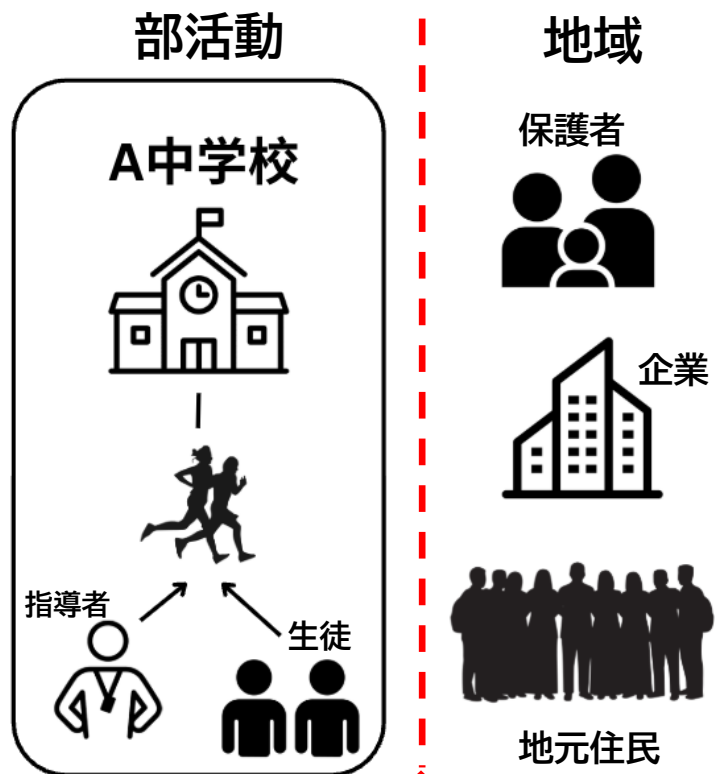 部活動
A中学校
指導者
生徒
地域
保護者
企業
地元住民